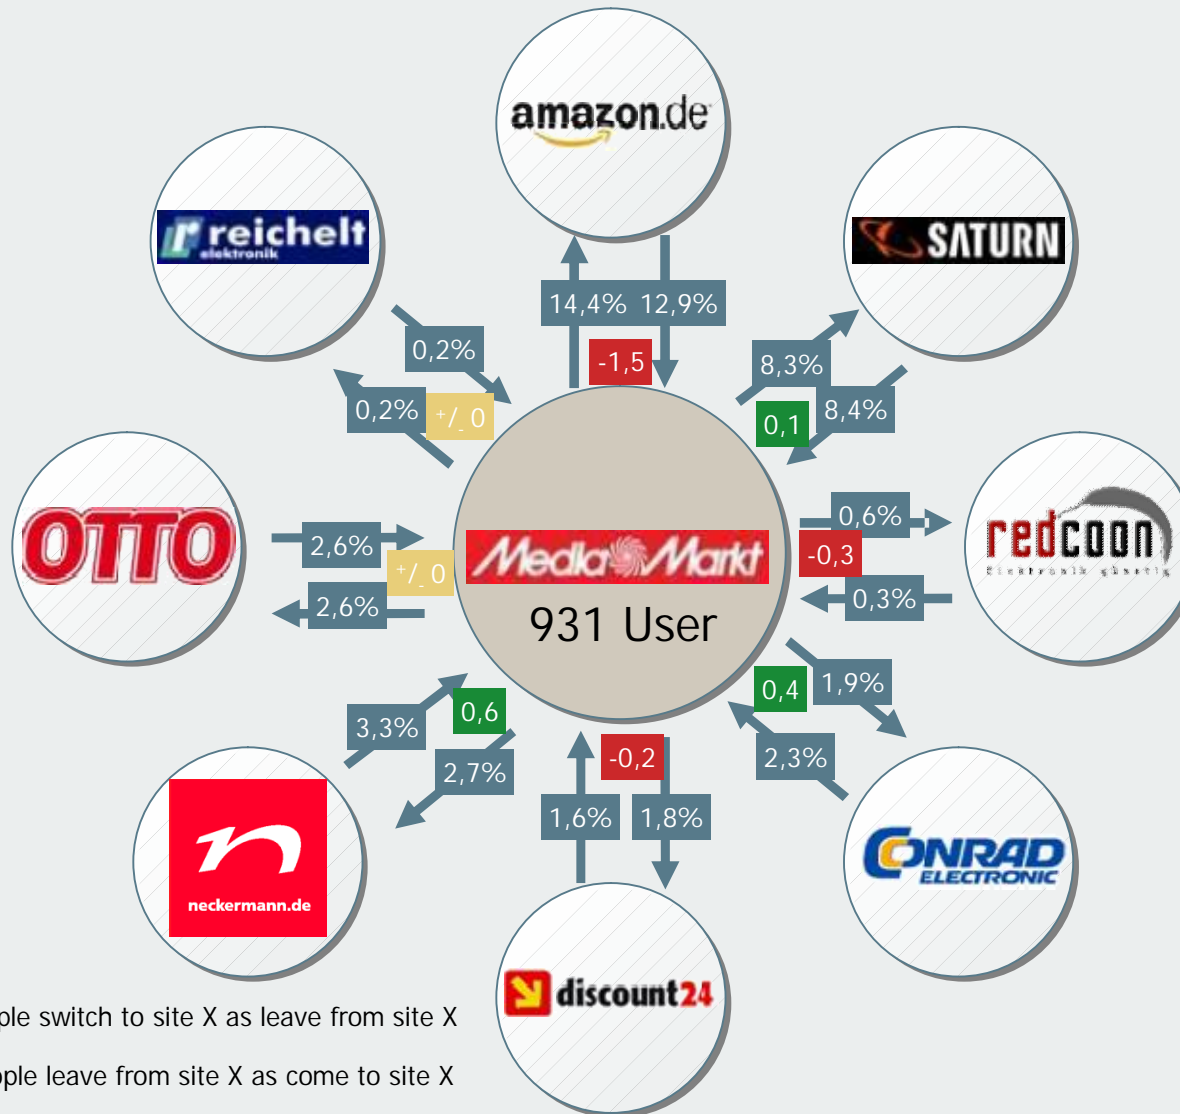 amazon.de
reichelt
elektronik
SATURN
14,4%
12,9%
-1,5
0,2%
0,2%
+/_ 0
8,3%
8,4%
0,1
OTTO
2,6%
2,6%
+/_ 0
Media Markt
931 User
0,6%
-0,3
0,3%
redcoon
Elektronik günstig
3,3%
0,6
2,7%
-0,2
1,6%
1,8%
0,4
1,9%
2,3%
neckermann.de
CONRAD
ELECTRONIC
discount24
ple switch to site X as leave from site X
ople leave from site X as come to site X